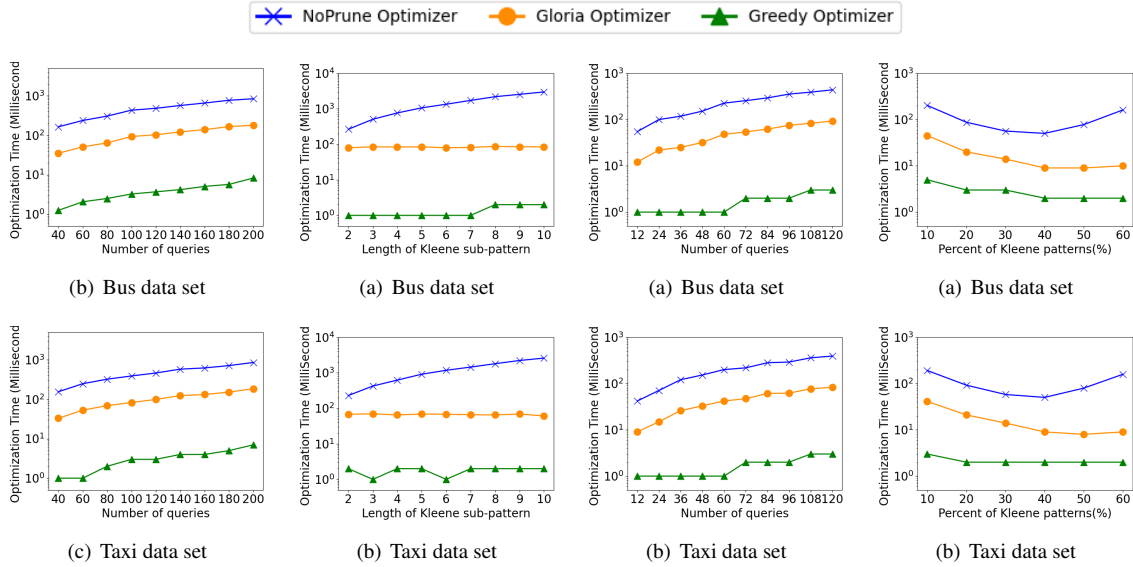 NoPrune Optimizer Gloria Optimizer Greedy Optimizer
Optimization Time (Millisecond
10³
10²
10¹
10⁰
40 60 80 100 120 140 160 180 200
Number of queries
(b) Bus data set
Optimization Time (Millisecond
10⁴
10³
10²
10¹
10⁰
2 3 4 5 6 7 8 9 10
Length of Kleene sub-pattern
(a) Bus data set
Optimization Time (Millisecond
10³
10²
10¹
10⁰
12 24 36 48 60 72 84 96 108 120
Number of queries
(a) Bus data set
Optimization Time (Millisecond
10³
10²
10¹
10⁰
10 20 30 40 50 60
Percent of Kleene patterns(%)
(a) Bus data set
Optimization Time (MilliSecond
10³
10²
10¹
10⁰
40 60 80 100 120 140 160 180 200
Number of queries
(c) Taxi data set
Optimization Time (MilliSecond
10⁴
10³
10²
10¹
10⁰
2 3 4 5 6 7 8 9 10
Length of Kleene sub-pattern
(b) Taxi data set
Optimization Time (MilliSecond
10³
10²
10¹
10⁰
12 24 36 48 60 72 84 96 108 120
Number of queries
(b) Taxi data set
Optimization Time (MilliSecond
10³
10²
10¹
10⁰
10 20 30 40 50 60
Percent of Kleene patterns(%)
(b) Taxi data set